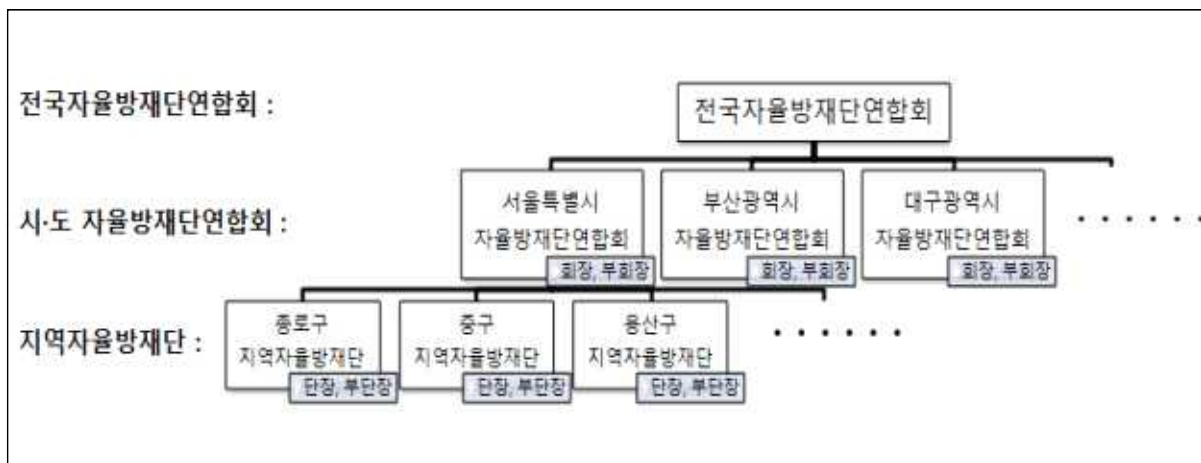 전국자율방재단연합회 :
전국자율방재단연합회
시·도 자율방재단연합회 :
서울특별시
자율방재단연합회
회장, 부회장
부산광역시
자율방재단연합회
회장, 부회장
대구광역시
자율방재단연합회
회장, 부회장
· · · · · ·
지역자율방재단 :
종로구
지역자율방재단
단장, 부단장
중구
지역자율방재단
단장, 부단장
용산구
지역자율방재단
단장, 부단장
· · · · · ·